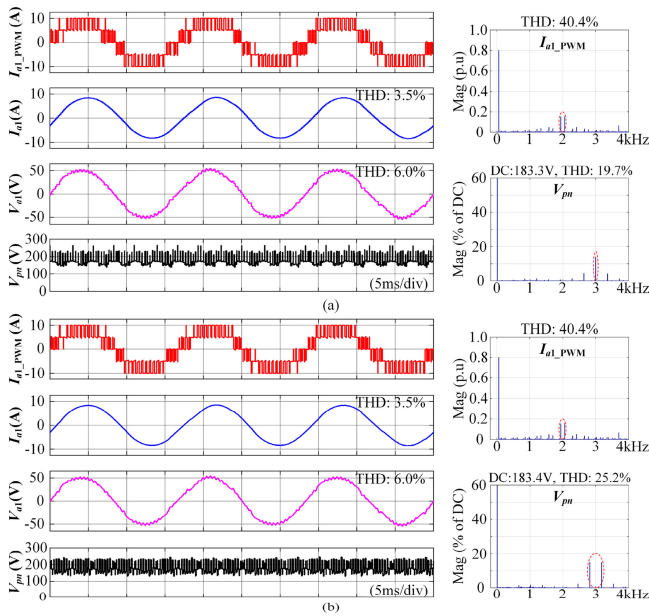 I_a1_PWM (A)
10
0
-10
I_a1(A)
10
0
-10
THD: 3.5%
V_a1(V)
50
0
-50
THD: 6.0%
V_pn(V)
300
200
100
0
(5ms/div)
THD: 40.4%
I_a1_PWM
Mag (p.u)
1
0.8
0.6
0.4
0.2
0
0 1 2 3 4kHz
DC:183.3V, THD: 19.7%
V_pn
Mag (% of DC)
60
40
20
0
0 1 2 3 4kHz
(a)
I_a1_PWM (A)
10
0
-10
I_a1(A)
10
0
-10
THD: 3.5%
V_a1(V)
50
0
-50
THD: 6.0%
V_pn(V)
300
200
100
0
(5ms/div)
THD: 40.4%
I_a1_PWM
Mag (p.u)
1
0.8
0.6
0.4
0.2
0
0 1 2 3 4kHz
DC:183.4V, THD: 25.2%
V_pn
Mag (% of DC)
60
40
20
0
0 1 2 3 4kHz
(b)